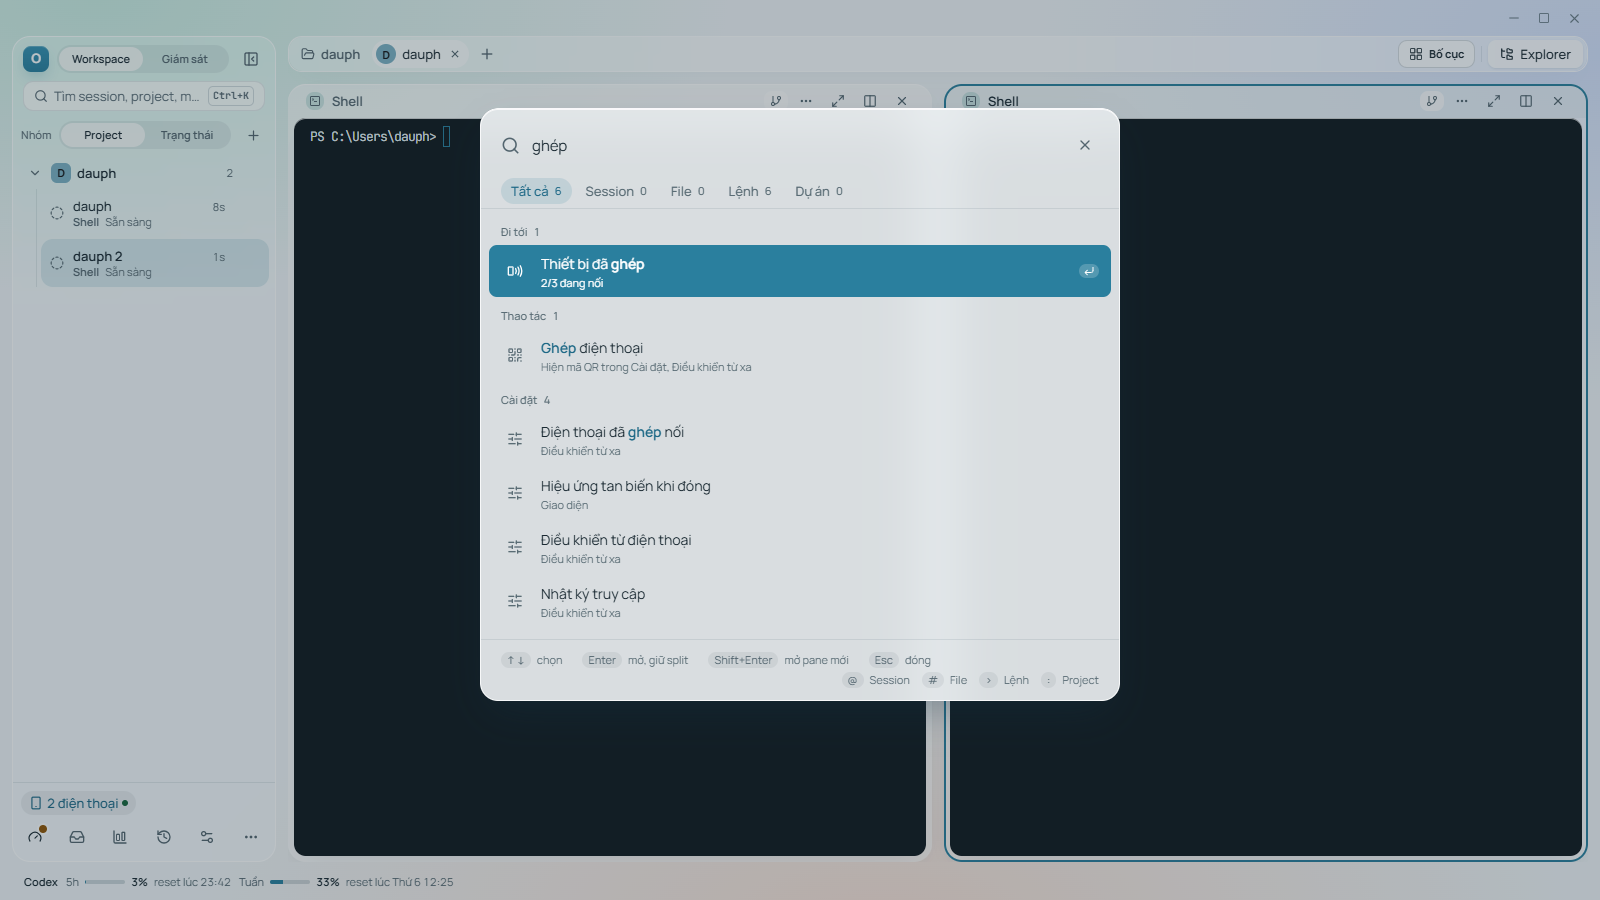 O
Workspace
Giám sát
Tìm session, project, m...
Ctrl+K
Nhóm
Project
Trạng thái
D
dauph
2
dauph
8s
Shell Sẵn sàng
dauph 2
1s
Shell Sẵn sàng
2 điện thoại
dauph
D
dauph
Bố cục
Explorer
Shell
PS C:\Users\dauph>
Shell
ghép
Tất cả 6
Session 0
File 0
Lệnh 6
Dự án 0
Đi tới 1
Thiết bị đã ghép
2/3 đang nối
Thao tác 1
Ghép điện thoại
Hiện mã QR trong Cài đặt, Điều khiển từ xa
Cài đặt 4
Điện thoại đã ghép nối
Điều khiển từ xa
Hiệu ứng tan biến khi đóng
Giao diện
Điều khiển từ điện thoại
Điều khiển từ xa
Nhật ký truy cập
Điều khiển từ xa
↑ ↓ chọn
Enter mở, giữ split
Shift+Enter mở pane mới
Esc đóng
@ Session
# File
> Lệnh
: Project
Codex 5h 3% reset lúc 23:42 Tuần 33% reset lúc Thứ 6 12:25